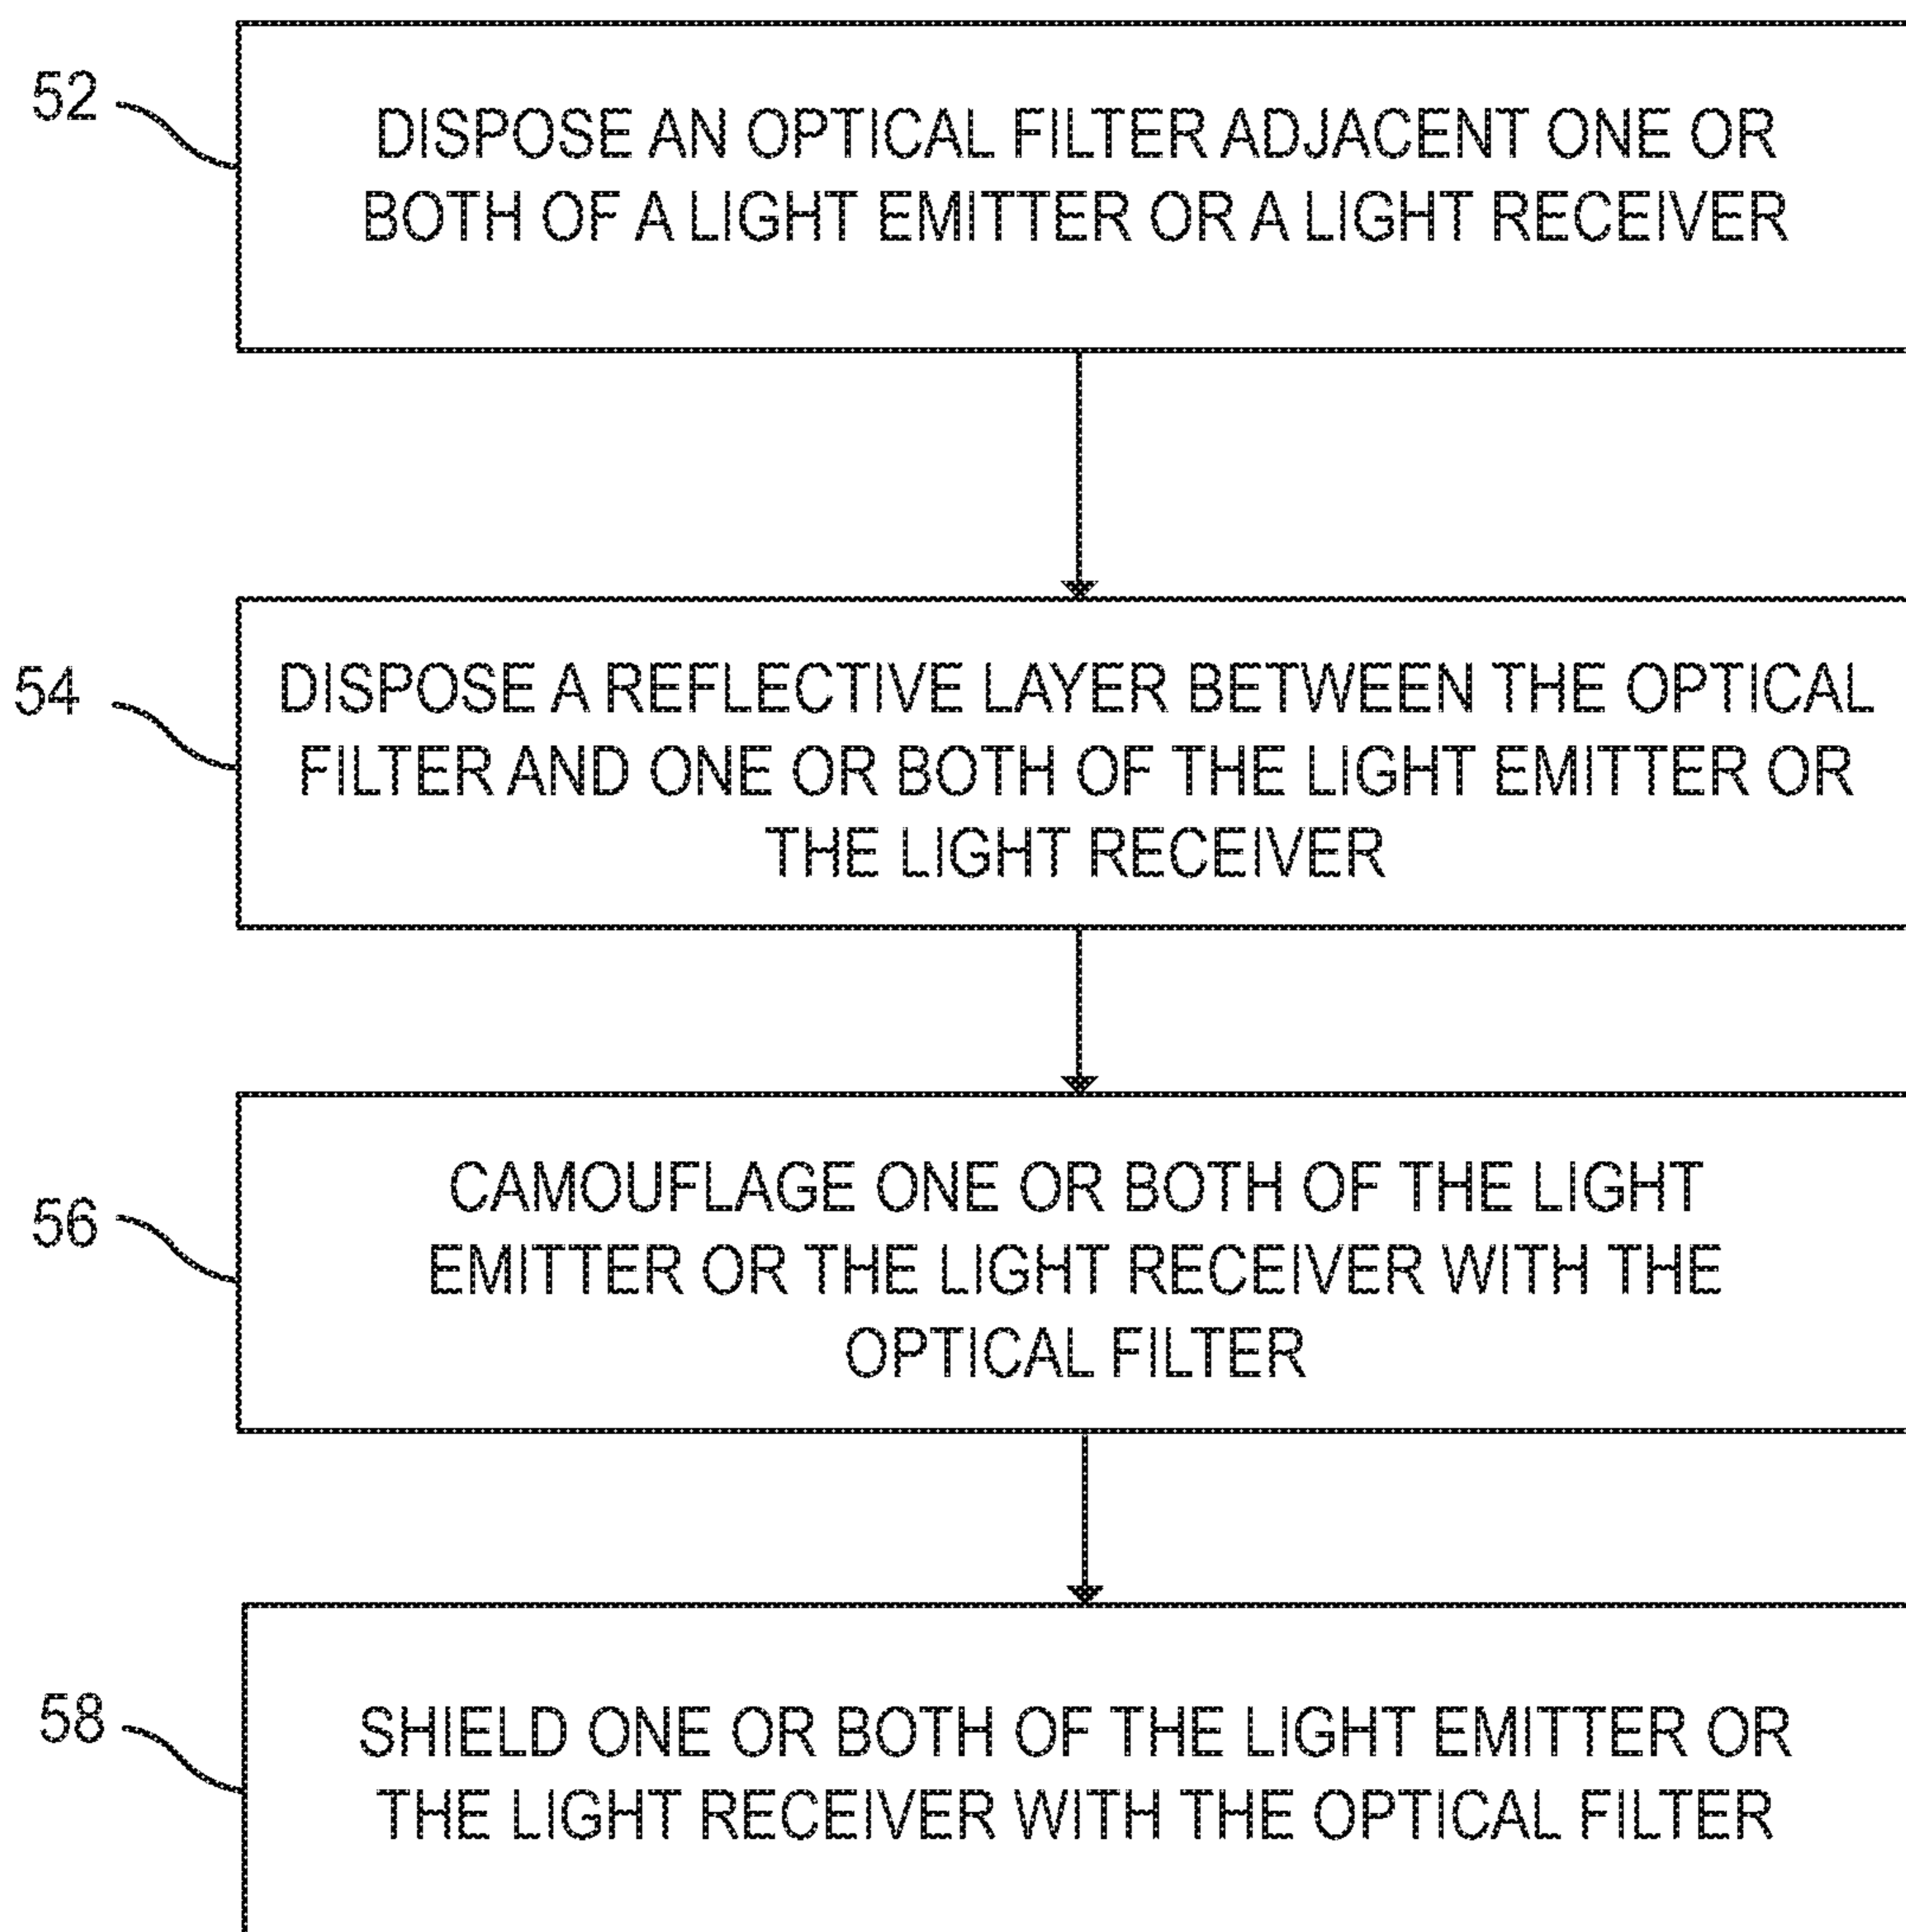 52
DISPOSE AN OPTICAL FILTER ADJACENT ONE OR
BOTH OF A LIGHT EMITTER OR A LIGHT RECEIVER
54
DISPOSE A REFLECTIVE LAYER BETWEEN THE OPTICAL
FILTER AND ONE OR BOTH OF THE LIGHT EMITTER OR
THE LIGHT RECEIVER
56
CAMOUFLAGE ONE OR BOTH OF THE LIGHT
EMITTER OR THE LIGHT RECEIVER WITH THE
OPTICAL FILTER
58
SHIELD ONE OR BOTH OF THE LIGHT EMITTER OR
THE LIGHT RECEIVER WITH THE OPTICAL FILTER